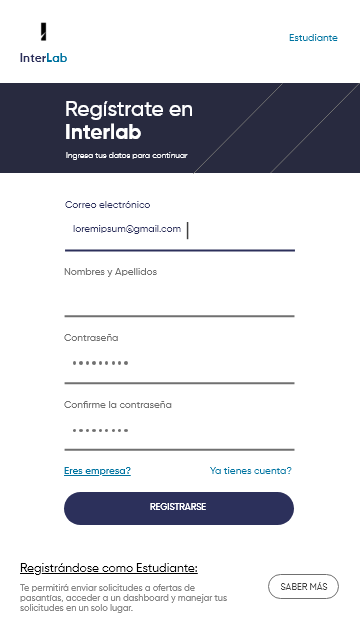 InterLab
Estudiante
Regístrate en
Interlab
Ingresa tus datos para continuar
Correo electrónico
loremipsum@gmail.com
Nombres y Apellidos
Contraseña
Confirme la contraseña
Eres empresa?
Ya tienes cuenta?
REGISTRARSE
Registrándose como Estudiante:
Te permitirá enviar solicitudes a ofertas de
pasantías, acceder a un dashboard y manejar tus
solicitudes en un solo lugar.
SABER MÁS